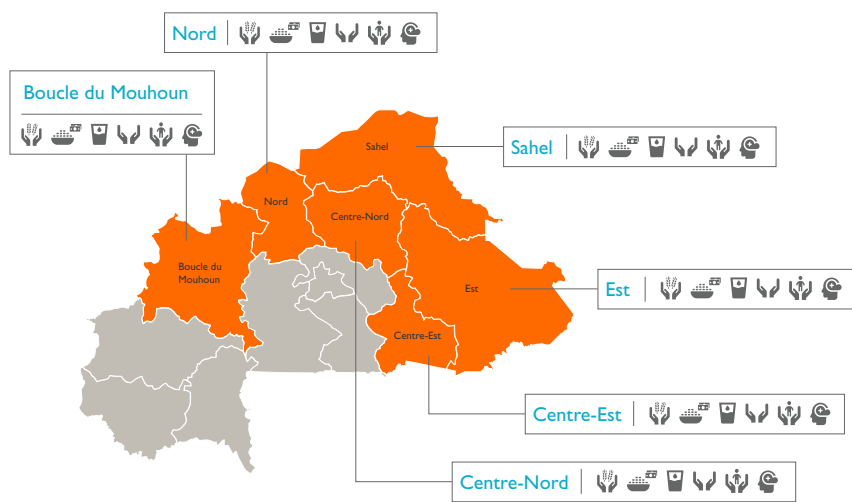 Nord
Boucle du Mouhoun
Sahel
Sahel
Nord
Centre-Nord
Boucle du
Mouhoun
Est
Est
Centre-Est
Centre-Est
Centre-Nord